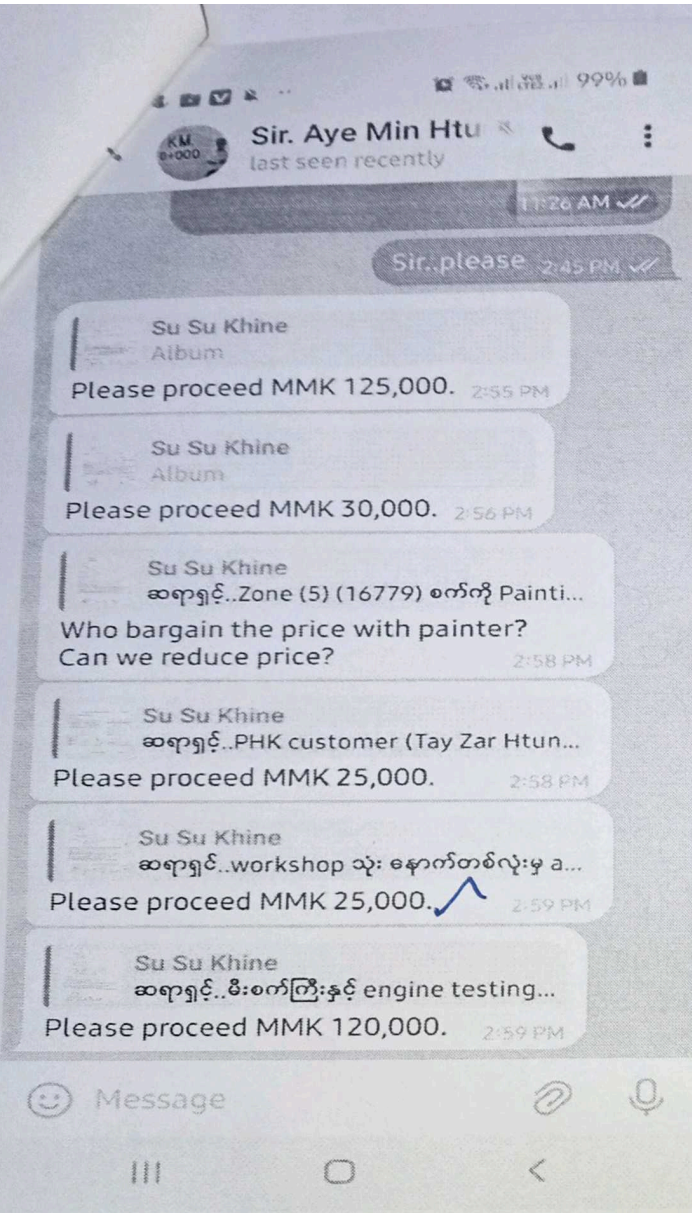 99%
KM
0+000
Sir. Aye Min Htu
last seen recently
11:26 AM
Sir..please 2:45 PM
Su Su Khine
Album
Please proceed MMK 125,000. 2:55 PM
Su Su Khine
Album
Please proceed MMK 30,000. 2:56 PM
Su Su Khine
ဆရာရှင့်..Zone (5) (16779) စက်ကို Painti...
Who bargain the price with painter?
Can we reduce price? 2:58 PM
Su Su Khine
ဆရာရှင့်..PHK customer (Tay Zar Htun...
Please proceed MMK 25,000. 2:58 PM
Su Su Khine
ဆရာရှင်..workshop သုံး နောက်တစ်လုံးမှ a...
Please proceed MMK 25,000. 2:59 PM
Su Su Khine
ဆရာရှင့်..မီးစက်ကြီးနှင့် engine testing...
Please proceed MMK 120,000. 2:59 PM
Message